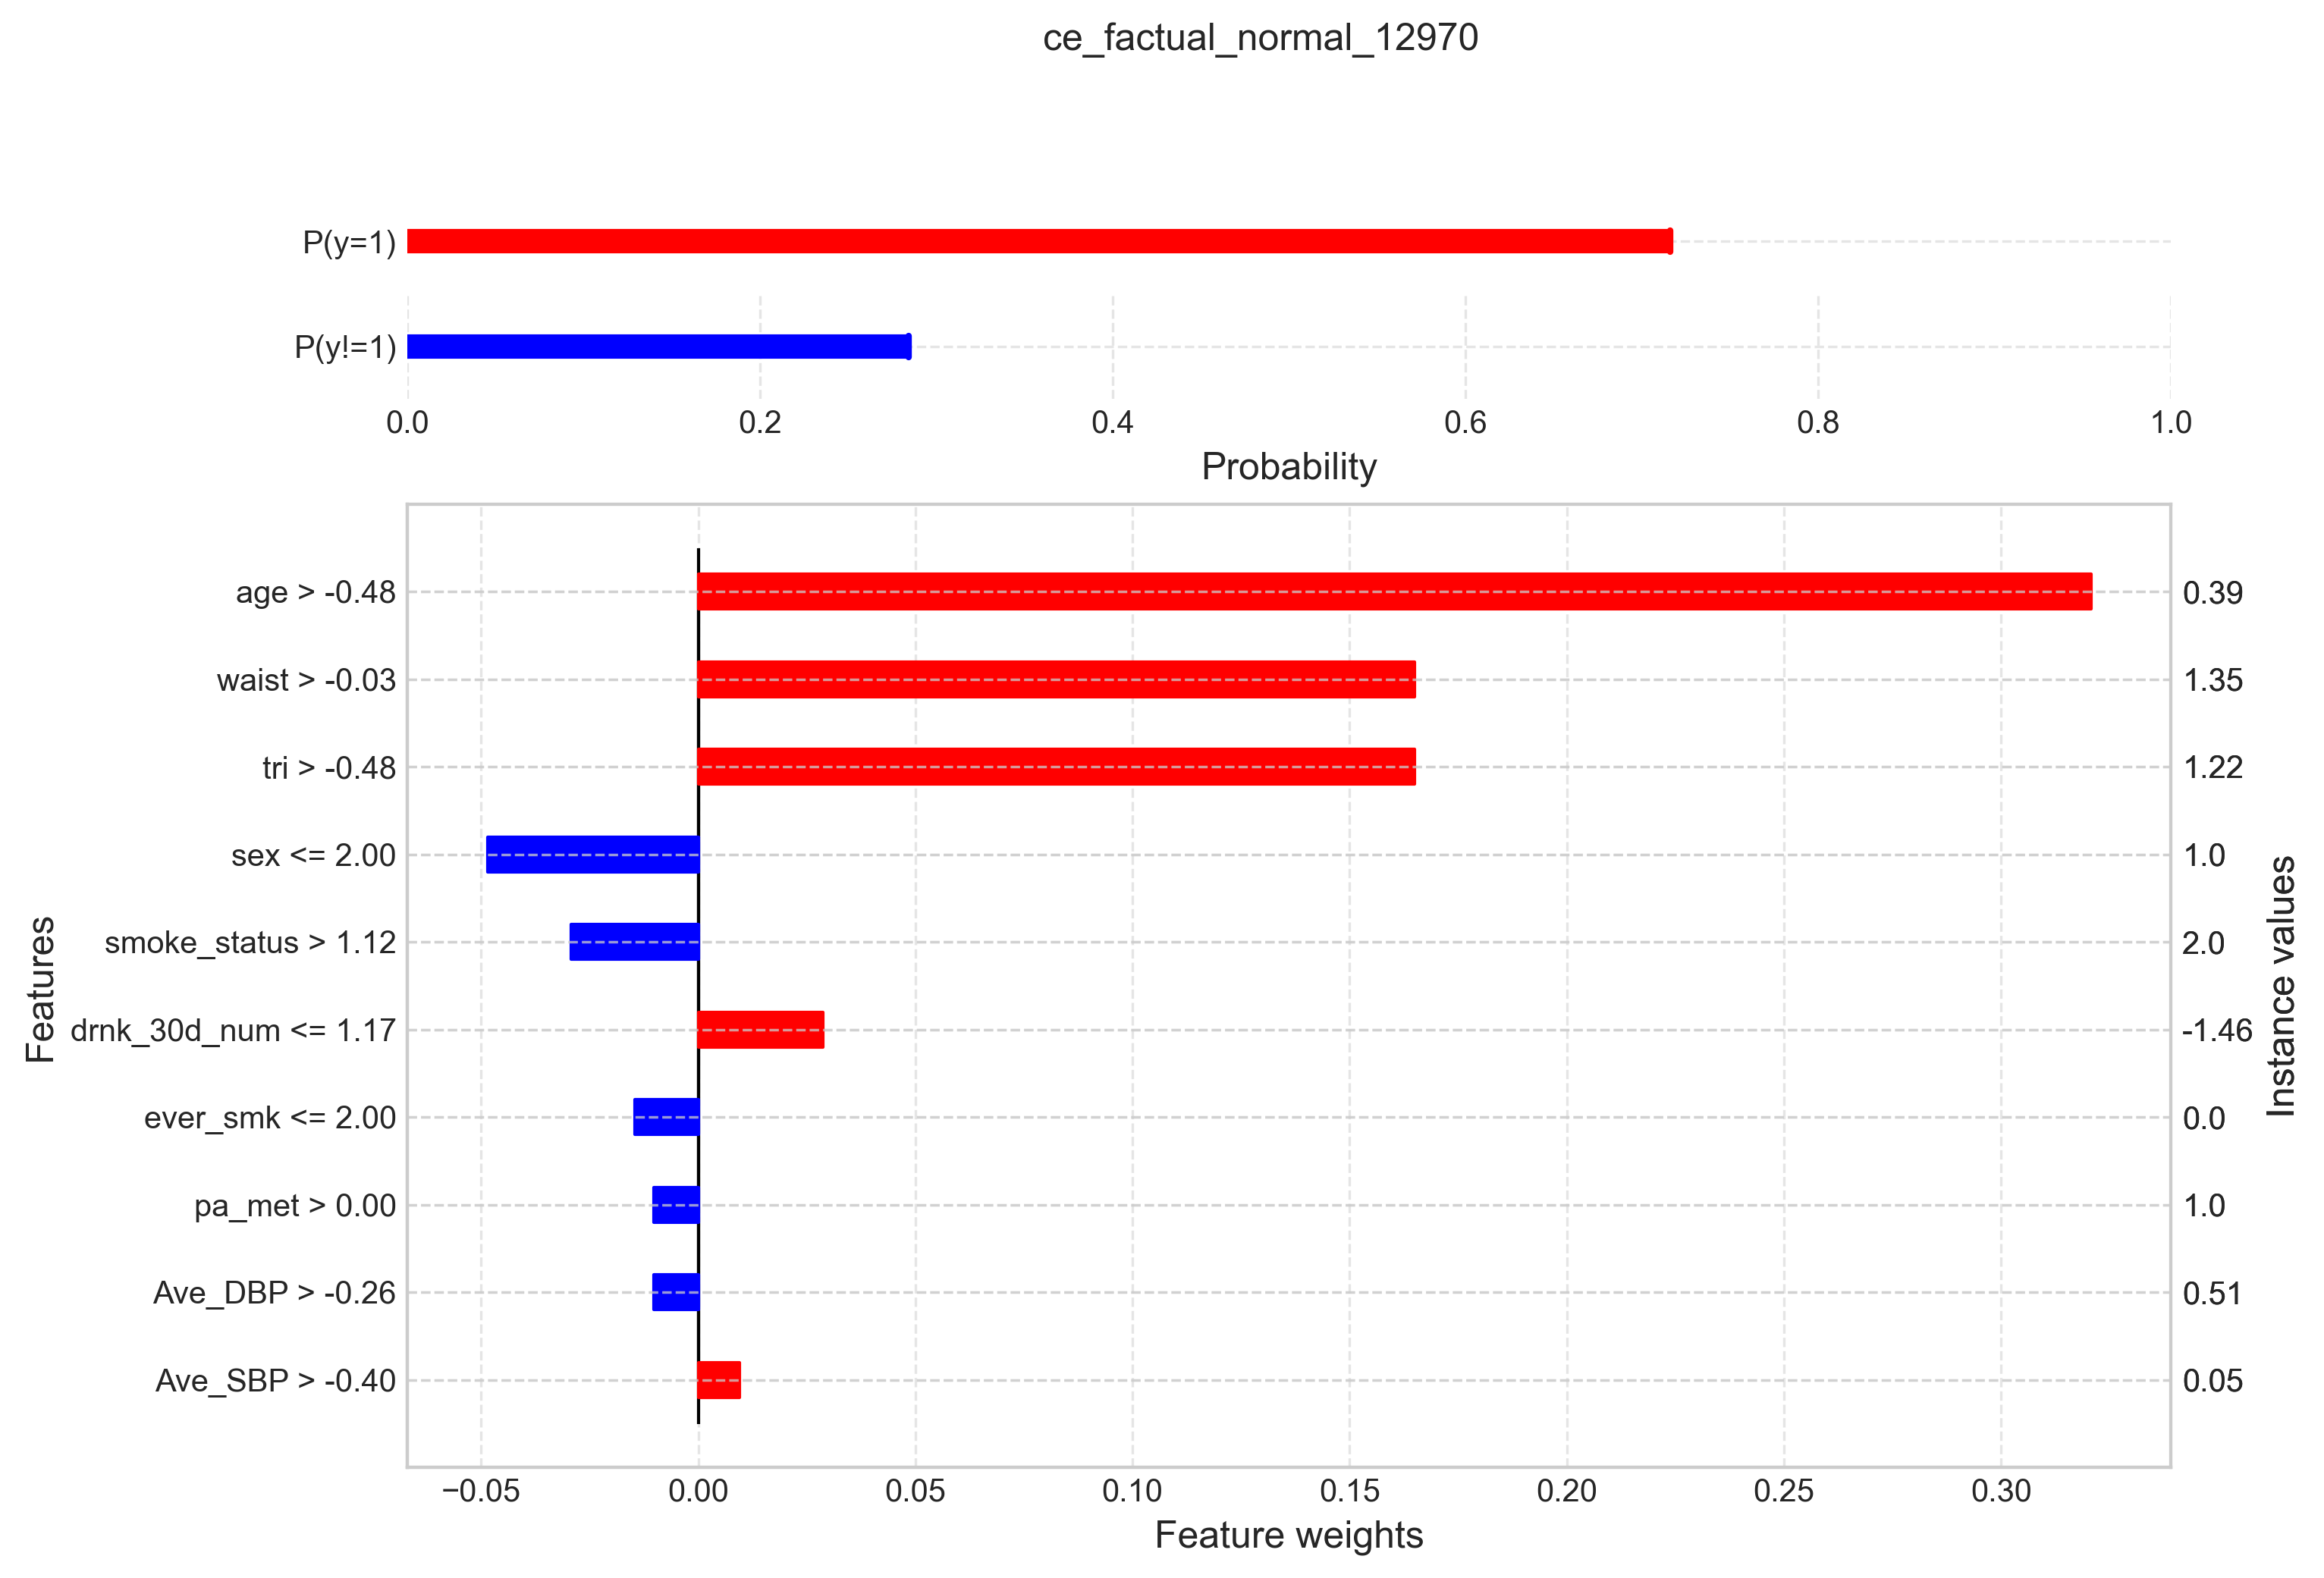 ce_factual_normal_12970
P(y=1)
P(y!=1)
0.0 0.2 0.4 0.6 0.8 1.0
Probability
age > -0.48 0.39
waist > -0.03 1.35
tri > -0.48 1.22
sex <= 2.00 1.0
smoke_status > 1.12 2.0
drnk_30d_num <= 1.17 -1.46
ever_smk <= 2.00 0.0
pa_met > 0.00 1.0
Ave_DBP > -0.26 0.51
Ave_SBP > -0.40 0.05
Features
Instance values
−0.05 0.00 0.05 0.10 0.15 0.20 0.25 0.30
Feature weights